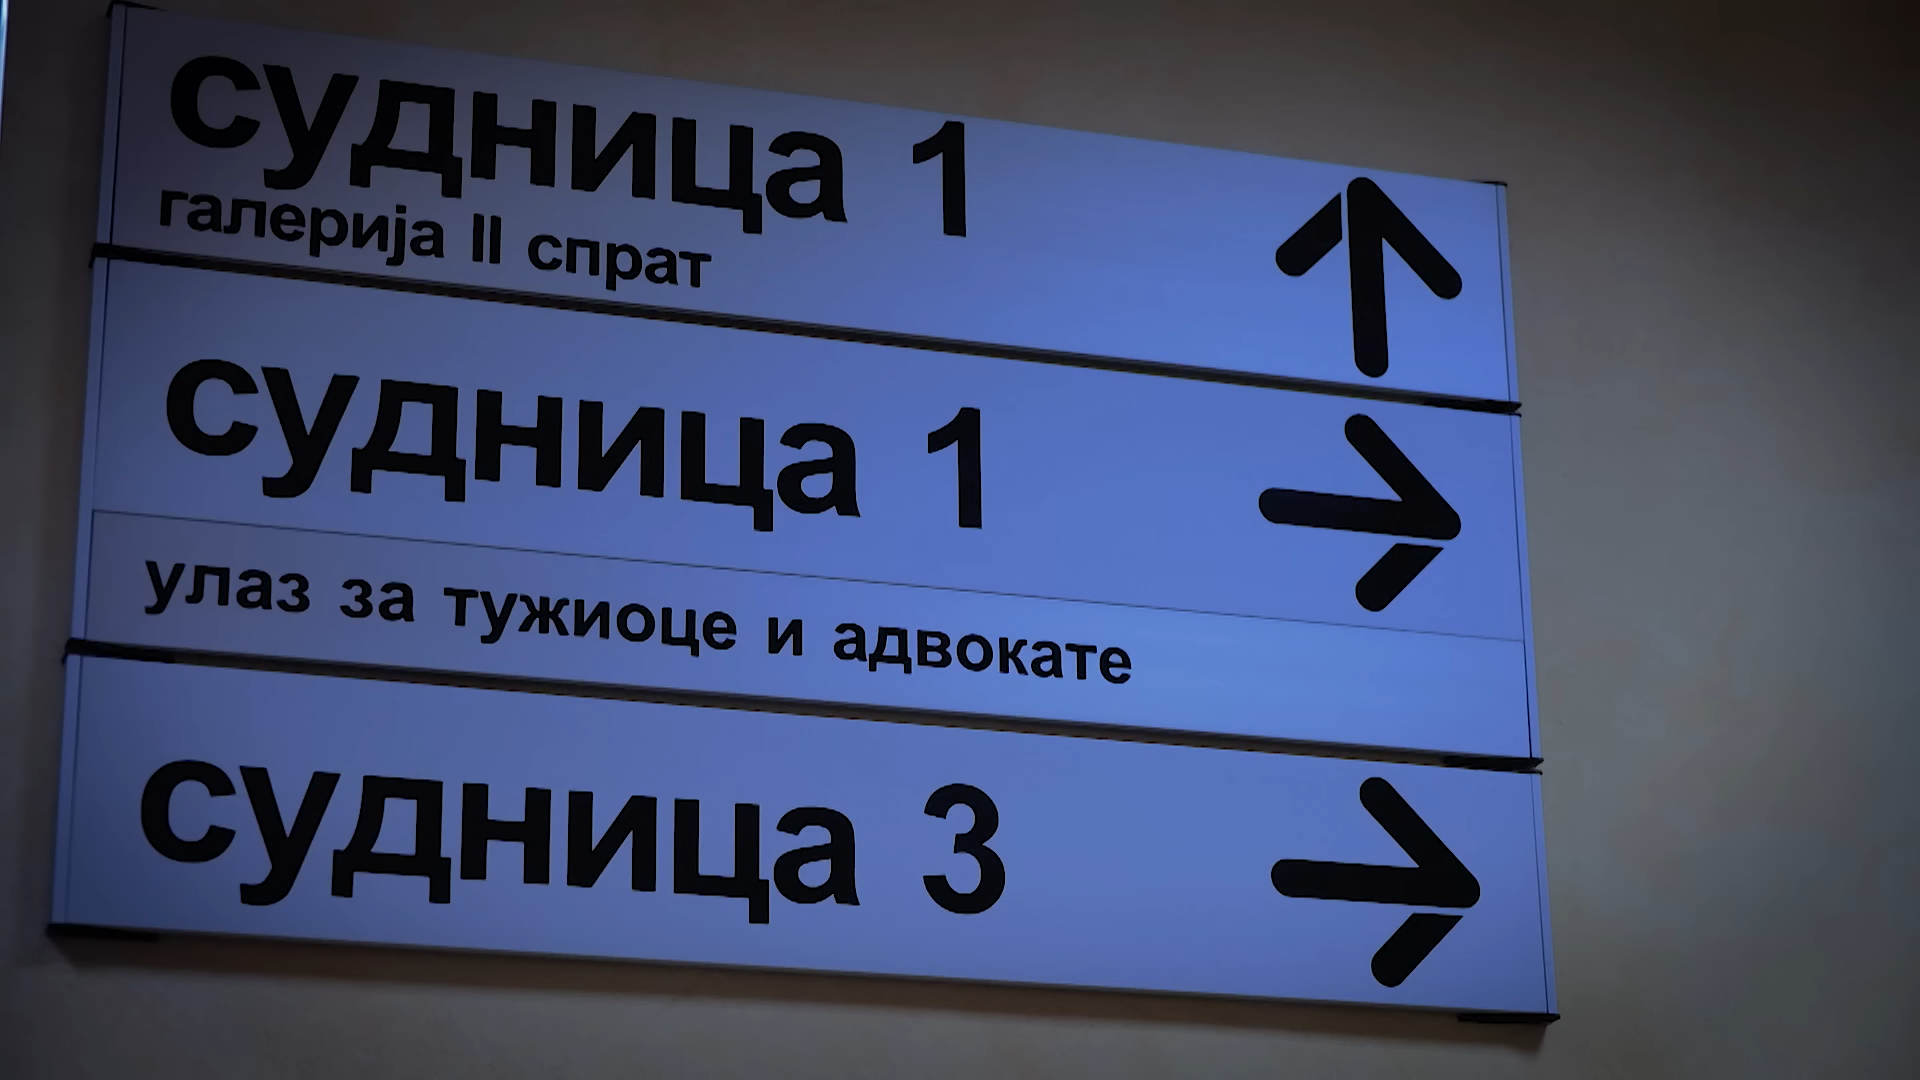 судница 1
галерија II спрат
судница 1
улаз за тужиоце и адвокате
судница 3